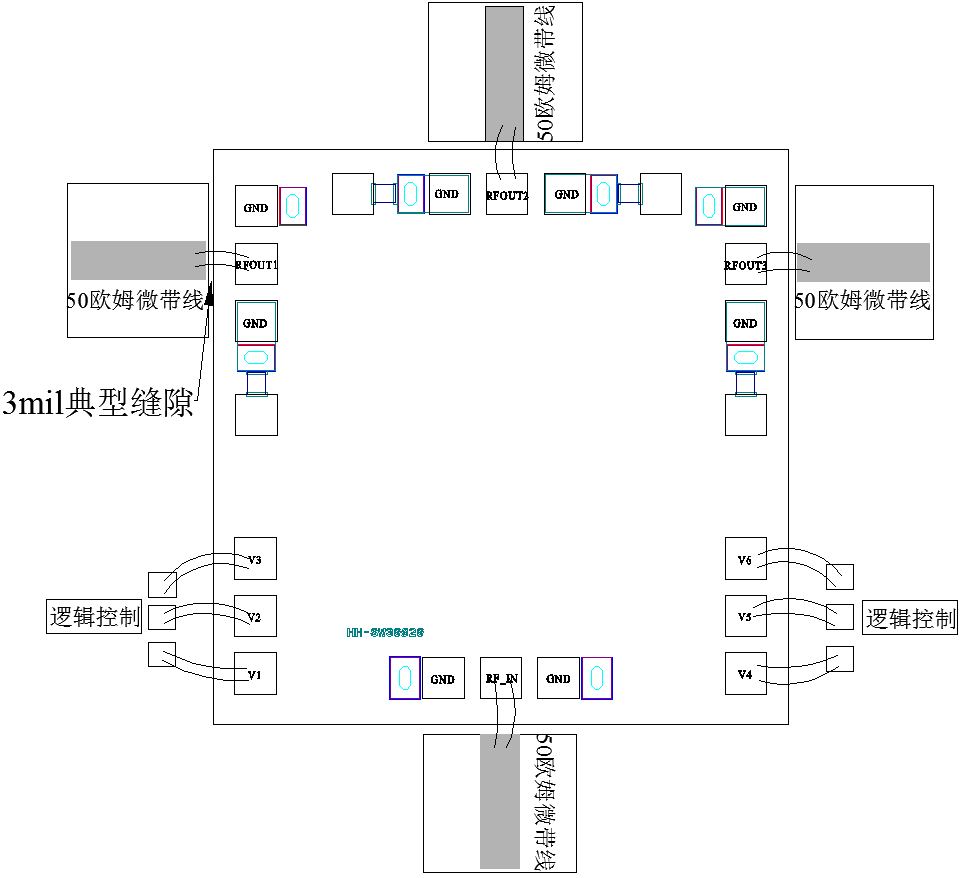 50欧姆微带线
GND
GND
RFOUT2
GND
GND
RFOUT1
RFOUT3
50欧姆微带线
50欧姆微带线
GND
GND
3mil典型缝隙
V3
V6
逻辑控制
V2
V5
逻辑控制
HH-SW36926
V1
GND
RF_IN
GND
V4
50欧姆微带线